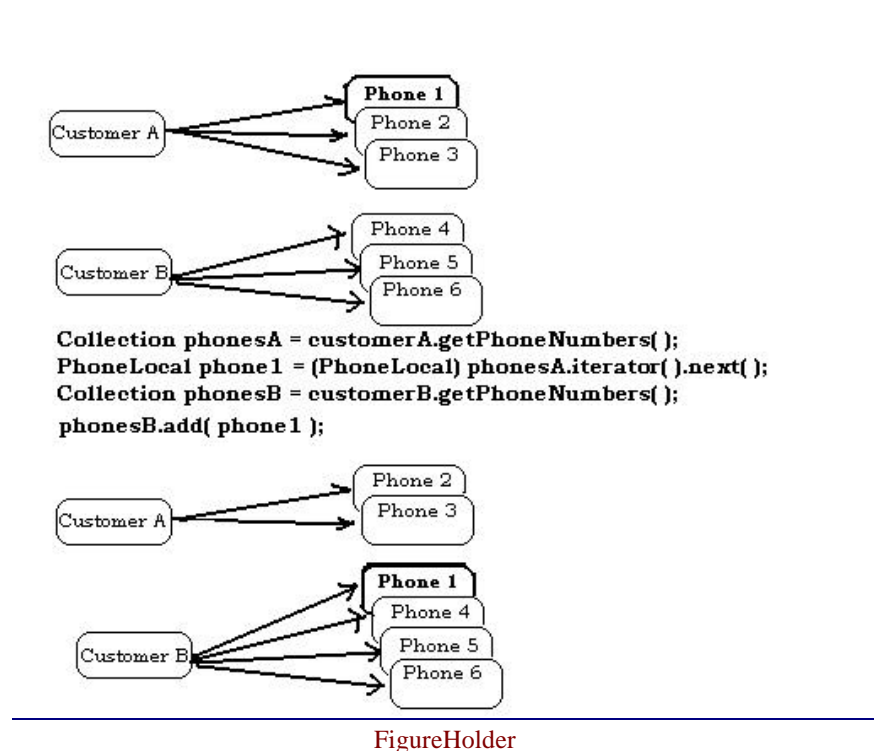 Phone 1
Customer A
Phone 2
Phone 3
Phone 4
Customer B
Phone 5
Phone 6
Collection phonesA = customerA.getPhoneNumbers( );
PhoneLocal phone1 = (PhoneLocal) phonesA.iterator( ).next( );
Collection phonesB = customerB.getPhoneNumbers( );
phonesB.add( phone1 );
Phone 2
Customer A
Phone 3
Phone 1
Phone 4
Customer B
Phone 5
Phone 6
FigureHolder